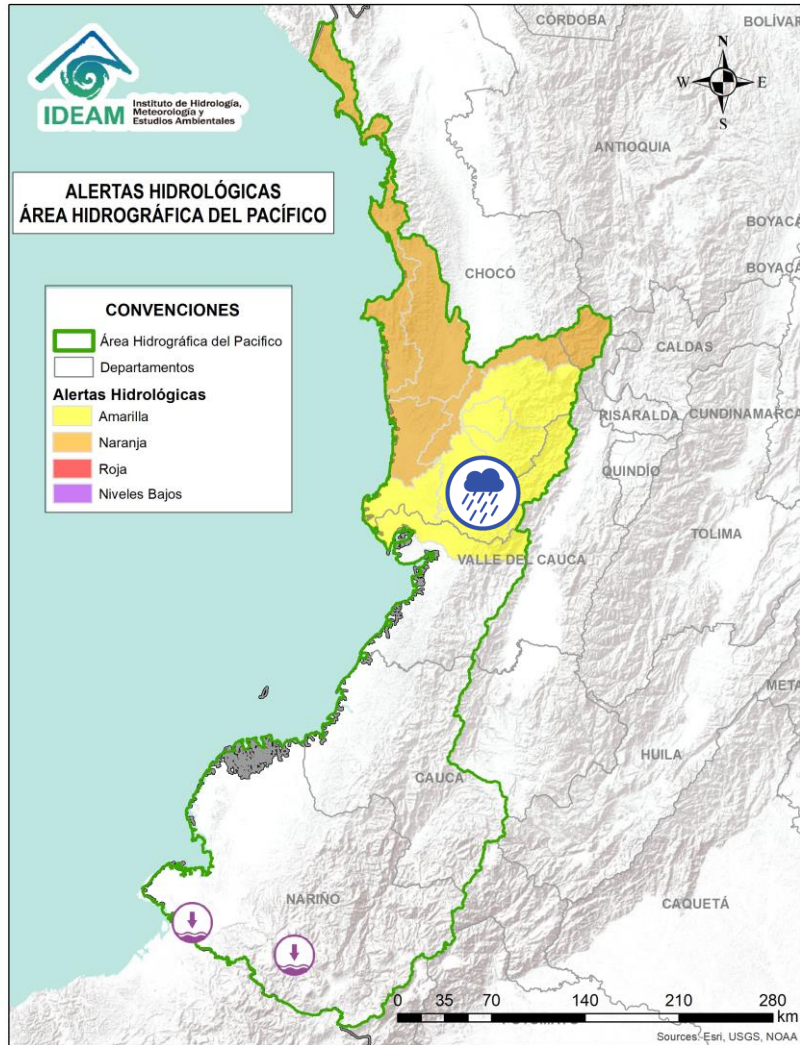 IDEAM
Instituto de Hidrología,
Meteorología y
Estudios Ambientales
ALERTAS HIDROLÓGICAS
ÁREA HIDROGRÁFICA DEL PACÍFICO
CONVENCIONES
Área Hidrográfica del Pacifico
Departamentos
Alertas Hidrológicas
Amarilla
Naranja
Roja
Niveles Bajos
N
W E
S
CÓRDOBA
BOLÍVAR
ANTIOQUIA
BOYACÁ
BOYACÁ
CHOCÓ
CALDAS
RISARALDA
CUNDINAMARCA
QUINDÍO
TOLIMA
VALLE DEL CAUCA
META
HUILA
CAUCA
NARIÑO
CAQUETÁ
0 35 70 140 210 280
km
Sources: Esri, USGS, NOAA